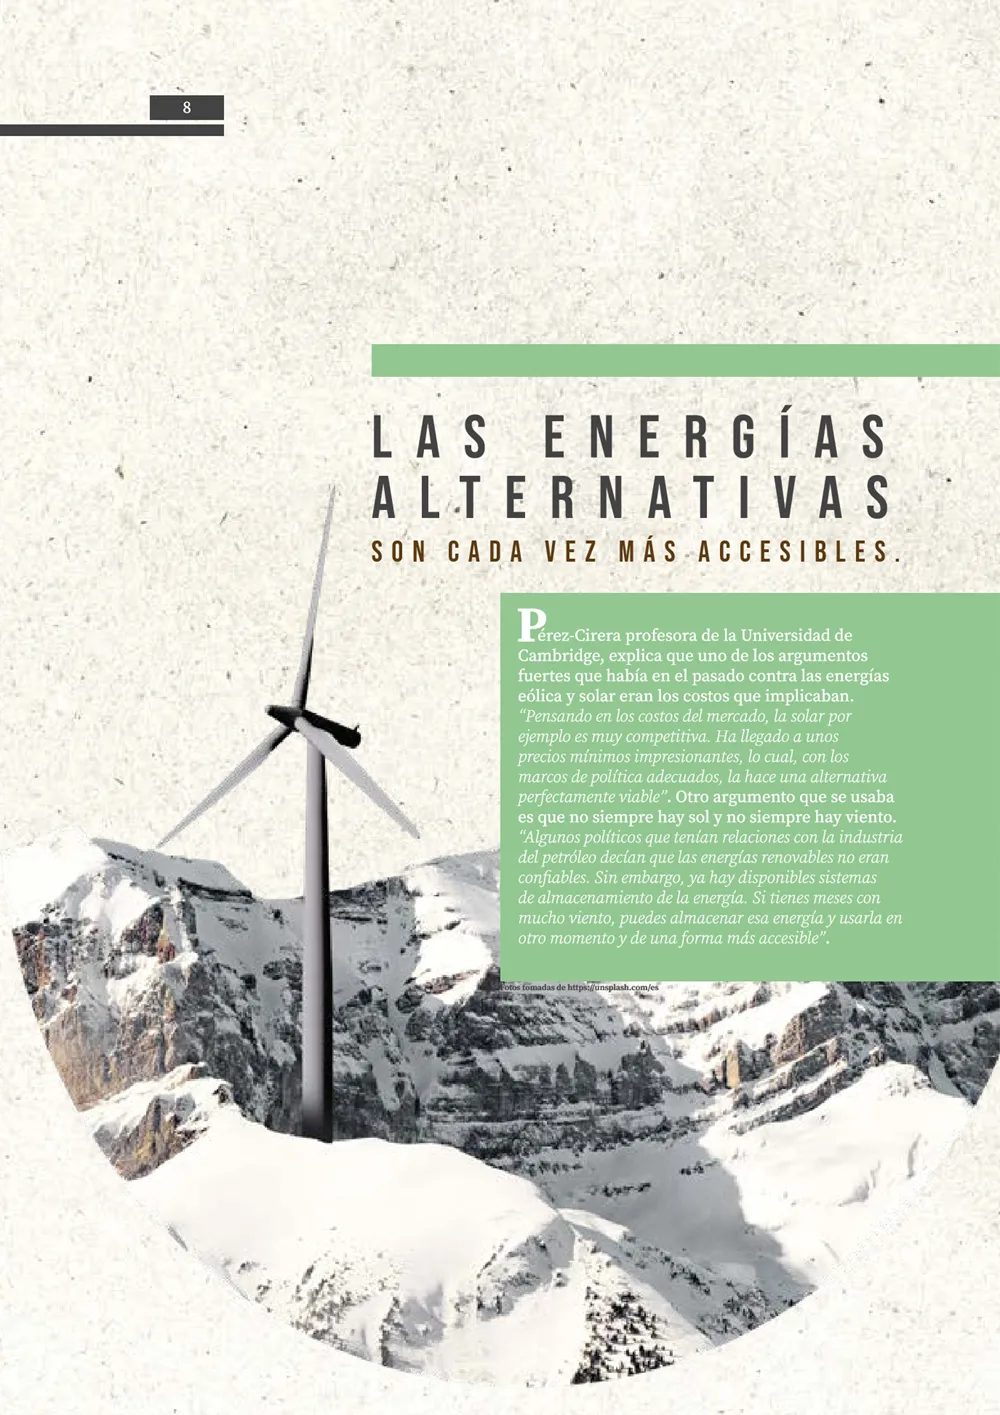 8
LAS ENERGÍAS
ALTERNATIVAS
SON CADA VEZ MÁS ACCESIBLES.
Pérez-Cirera profesora de la Universidad de
Cambridge, explica que uno de los argumentos
fuertes que había en el pasado contra las energías
eólica y solar eran los costos que implicaban.
“Pensando en los costos del mercado, la solar por
ejemplo es muy competitiva. Ha llegado a unos
precios mínimos impresionantes, lo cual, con los
marcos de política adecuados, la hace una alternativa
perfectamente viable”. Otro argumento que se usaba
es que no siempre hay sol y no siempre hay viento.
“Algunos políticos que tenían relaciones con la industria
del petróleo decían que las energías renovables no eran
confiables. Sin embargo, ya hay disponibles sistemas
de almacenamiento de la energía. Si tienes meses con
mucho viento, puedes almacenar esa energía y usarla en
otro momento y de una forma más accesible”.
Fotos tomadas de https://unsplash.com/es